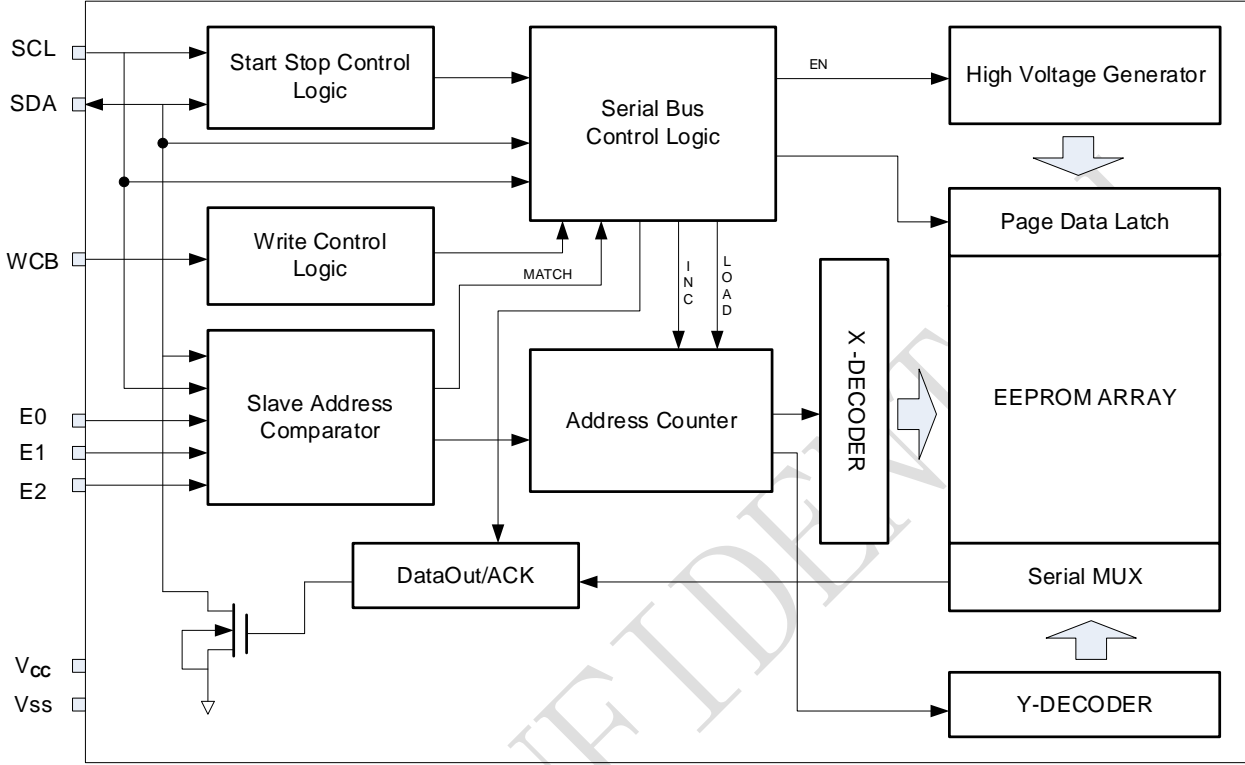 SCL
SDA
WCB
E0
E1
E2
Vcc
Vss
Start Stop Control
Logic
Write Control
Logic
Slave Address
Comparator
Serial Bus
Control Logic
EN
MATCH
INC
LOAD
Address Counter
DataOut/ACK
X-DECODER
High Voltage Generator
Page Data Latch
EEPROM ARRAY
Serial MUX
Y-DECODER